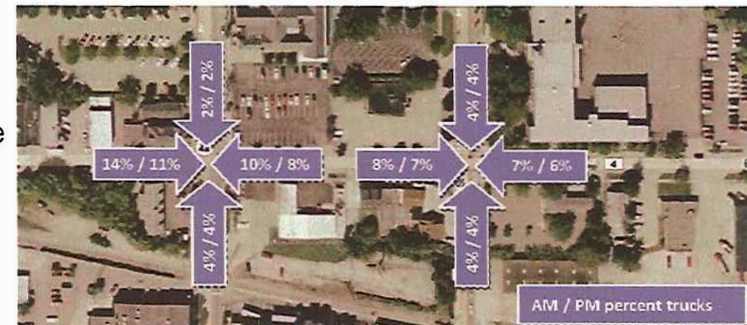 2% / 2%
4% / 4%
14% / 11%
10% / 8%
8% / 7%
7% / 6%
4
4% / 4%
4% / 4%
AM / PM percent trucks
e